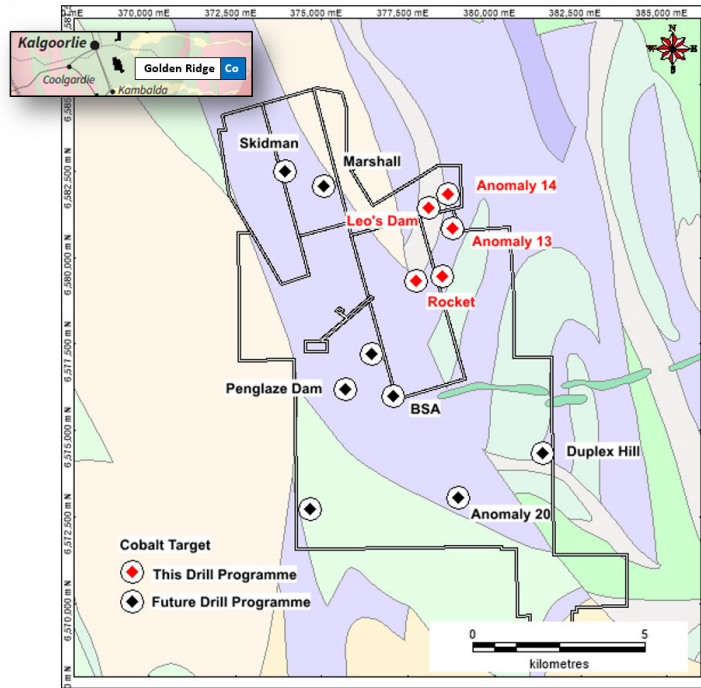 370,000 mE
372,500 mE
375,000 mE
377,500 mE
380,000 mE
382,500 mE
385,000 mE
Kalgoorlie
Coolgardie
Kambalda
Golden Ridge Co
N
W E
S
6,582,500 mN
6,580,000 mN
6,577,500 mN
6,575,000 mN
6,572,500 mN
6,570,000 mN
Skidman
Marshall
Anomaly 14
Leo's Dam
Anomaly 13
Rocket
Penglaze Dam
BSA
Duplex Hill
Anomaly 20
Cobalt Target
This Drill Programme
Future Drill Programme
0 5
kilometres